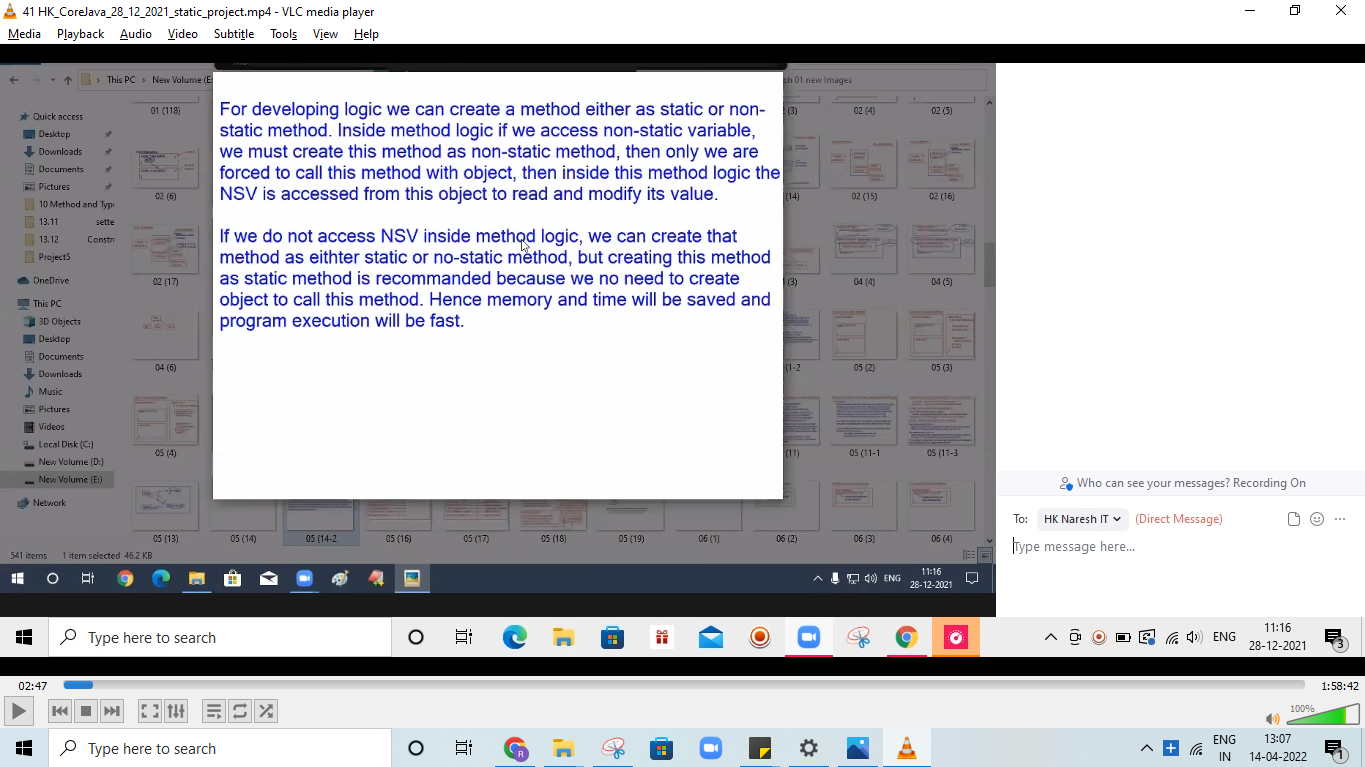 41 HK_CoreJava_28_12_2021_static_project.mp4 - VLC media player
Media Playback Audio Video Subtitle Tools View Help
This PC New Volume (E:
ch 01 new Images
For developing logic we can create a method either as static or non-
static method. Inside method logic if we access non-static variable,
we must create this method as non-static method, then only we are
forced to call this method with object, then inside this method logic the
NSV is accessed from this object to read and modify its value.
If we do not access NSV inside method logic, we can create that
method as eithter static or no-static method, but creating this method
as static method is recommanded because we no need to create
object to call this method. Hence memory and time will be saved and
program execution will be fast.
Quick access
Desktop
Downloads
Documents
Pictures
10 Method and Typ
13.11 sette
13.12 Constr
Project5
OneDrive
This PC
3D Objects
Desktop
Documents
Downloads
Music
Pictures
Videos
Local Disk (C:)
New Volume (D:)
New Volume (E:)
Network
01 (118)
02 (6)
02 (17)
04 (6)
05 (4)
2 (3) 02 (4) 02 (5)
(14) 02 (15) 02 (16)
04 (4) 04 (5)
(1-2 05 (2) 05 (3)
(11) 05 (11-1 05 (11-3
05 (13) 05 (14) 05 (14-2 05 (16) 05 (17) 05 (18) 05 (19) 06 (1) 06 (2) 06 (3) 06 (4)
541 items 1 item selected 46.2 KB
ENG
11:16
28-12-2021
Who can see your messages? Recording On
To: HK Naresh IT (Direct Message)
Type message here...
Type here to search
ENG
11:16
28-12-2021
3
02:47
1:58:42
100%
Type here to search
R
ENG
IN
13:07
14-04-2022
1